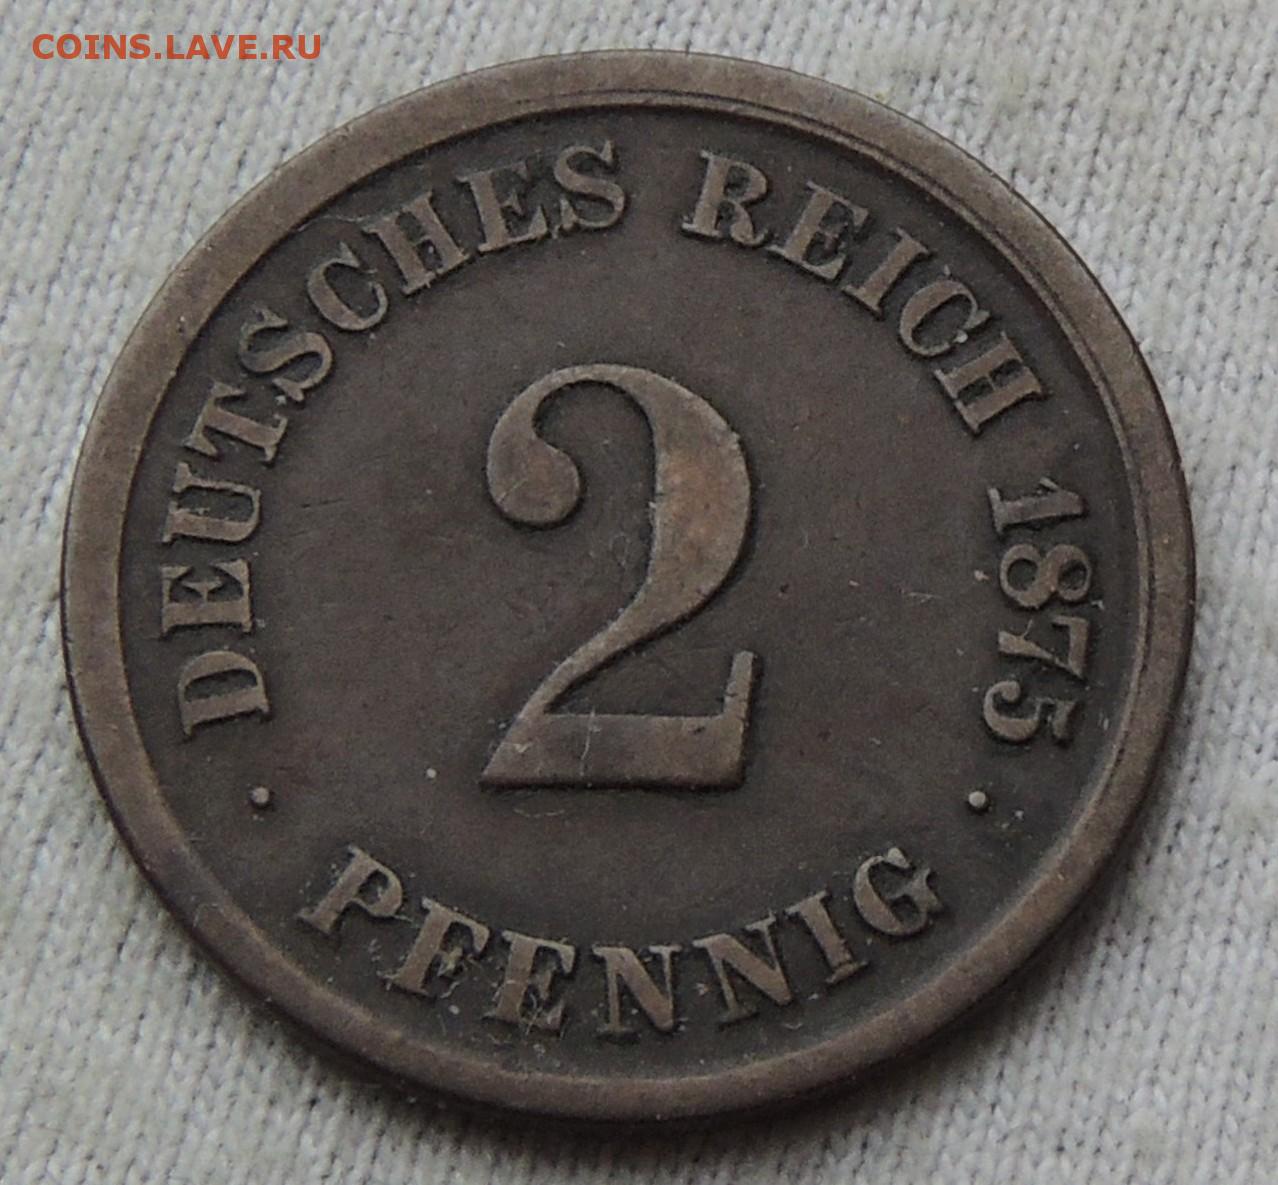 COINS.LAVE.RU
DEUTSCHES REICH 1875
2
· PFENNIG ·